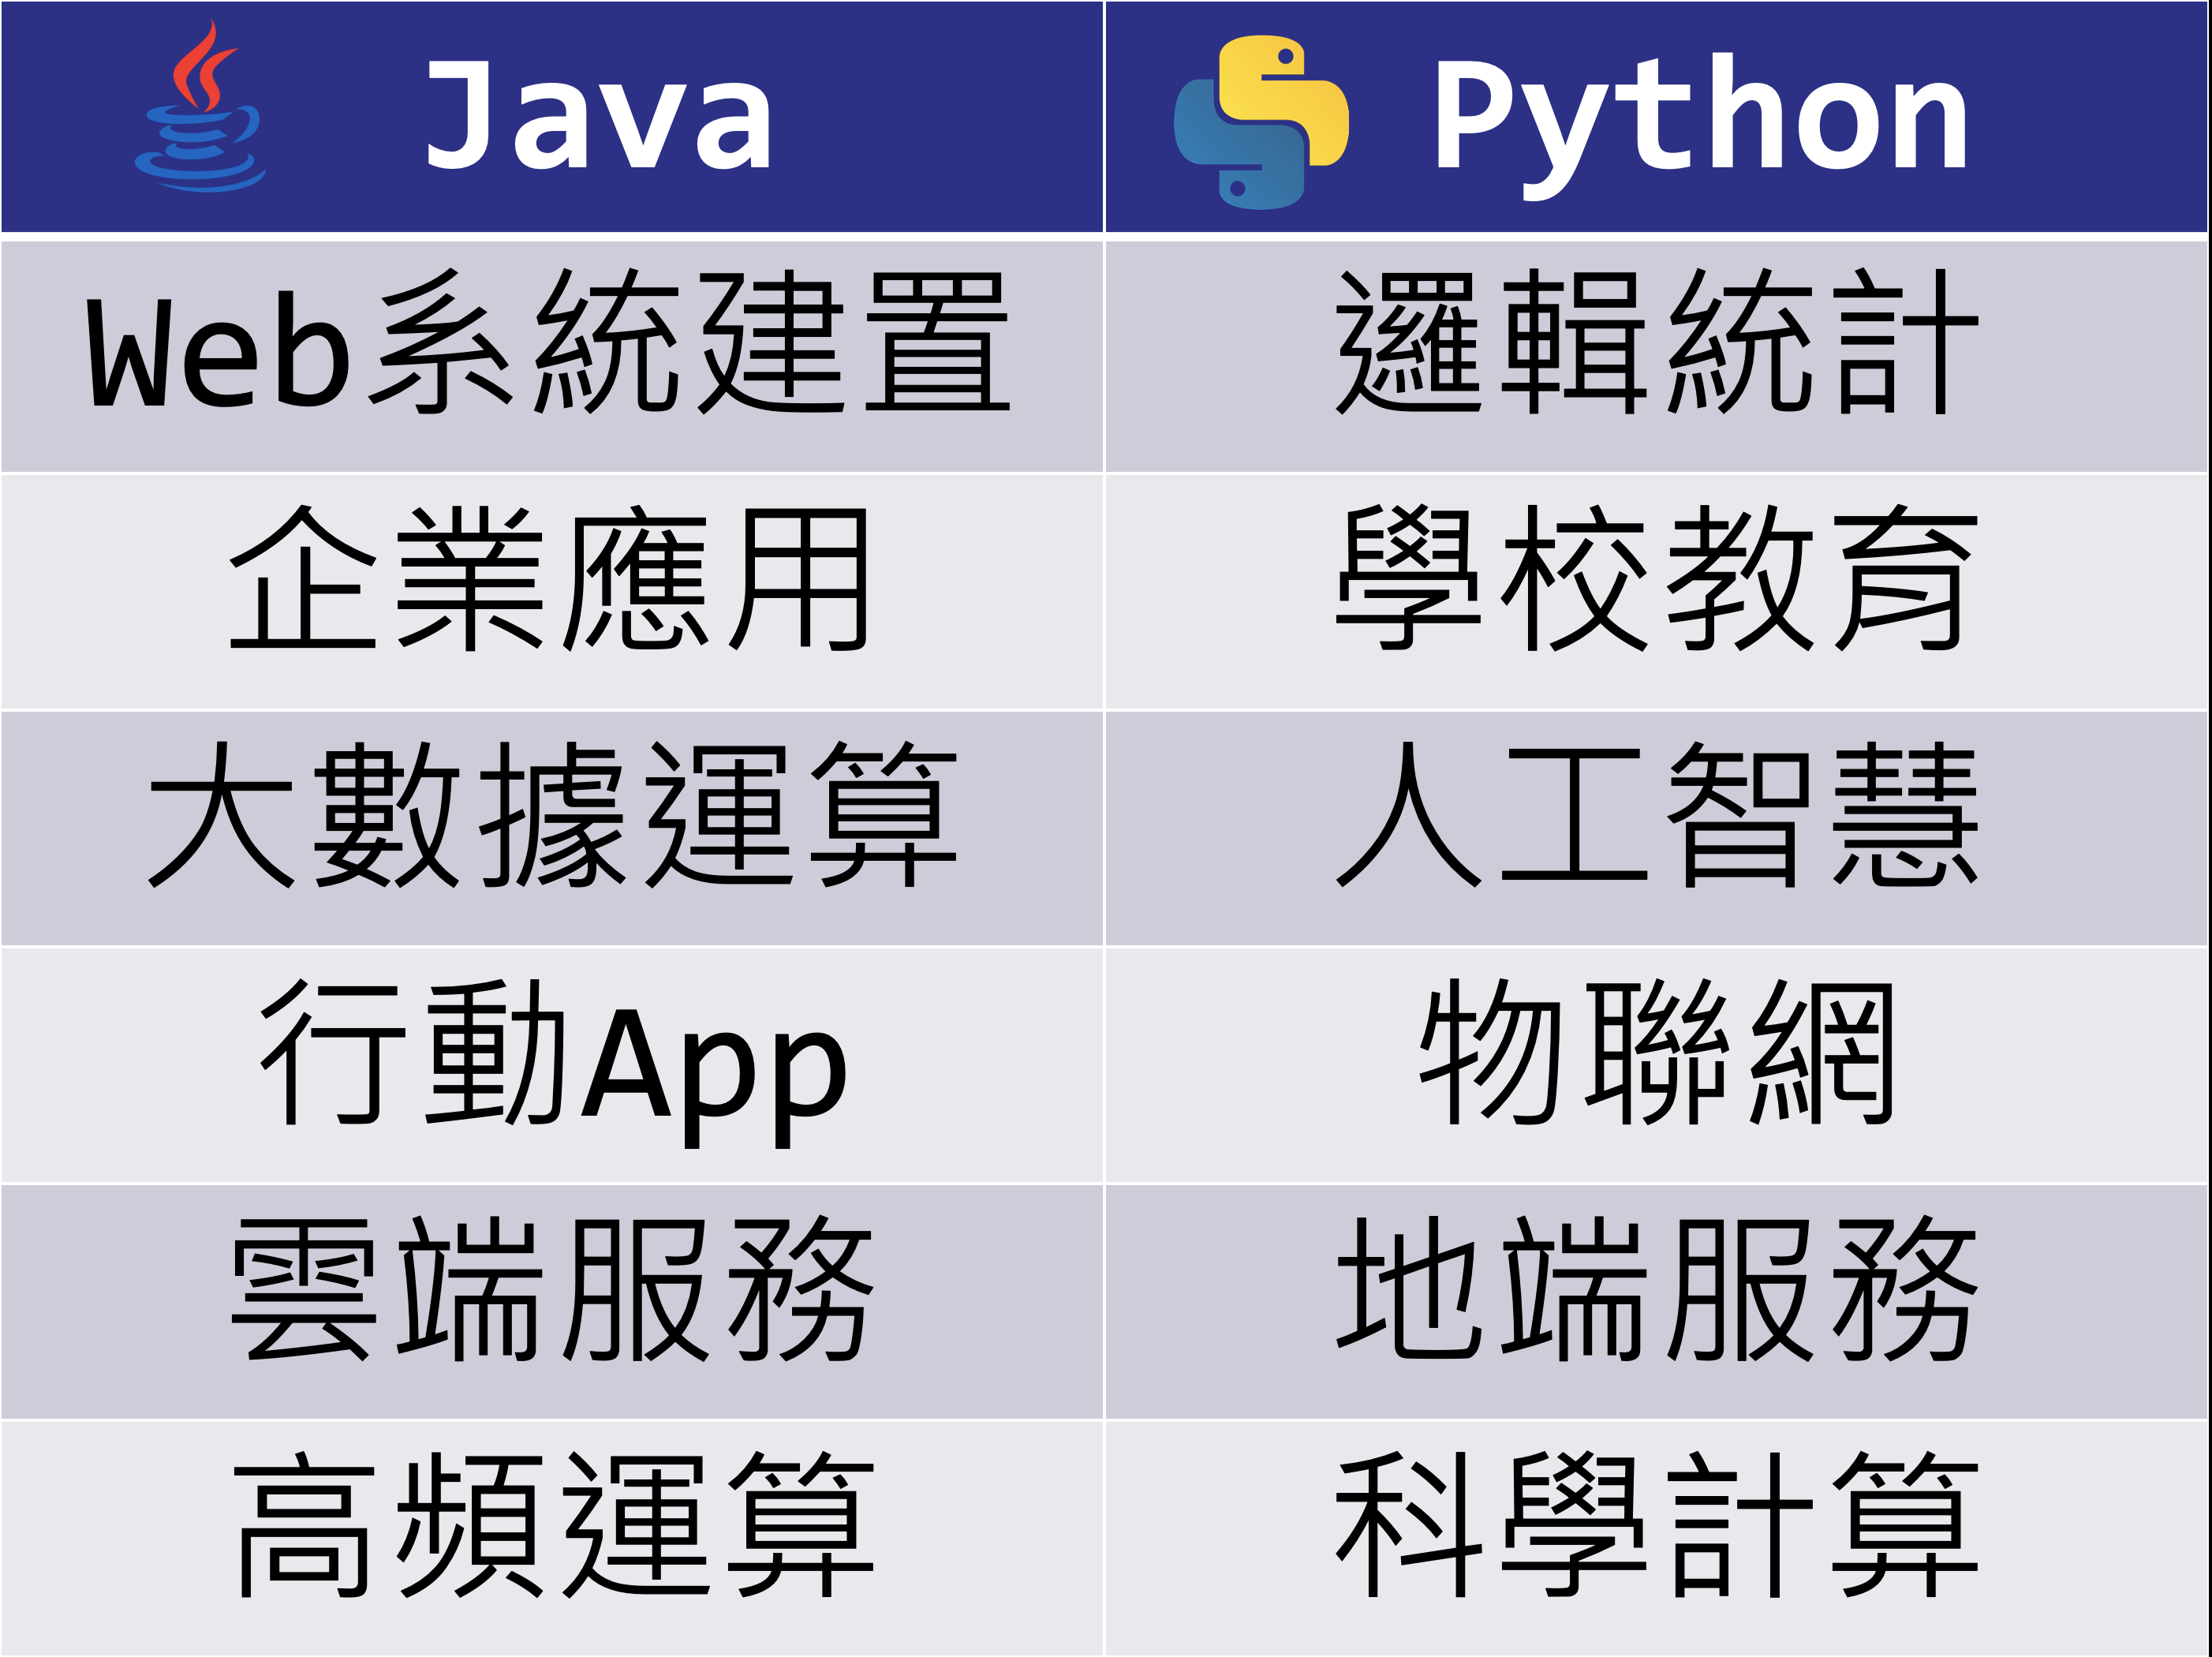 Java Python
Web系統建置 邏輯統計
企業應用 學校教育
大數據運算 人工智慧
行動App 物聯網
雲端服務 地端服務
高頻運算 科學計算